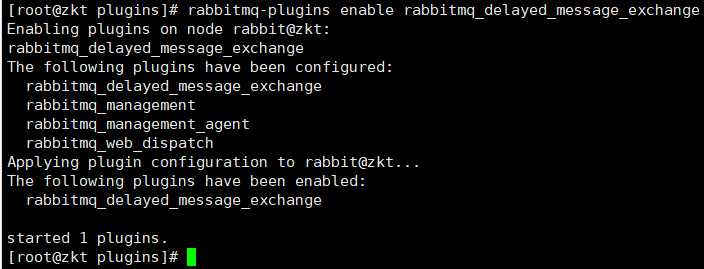 [root@zkt plugins]# rabbitmq-plugins enable rabbitmq_delayed_message_exchange
Enabling plugins on node rabbit@zkt:
rabbitmq_delayed_message_exchange
The following plugins have been configured:
  rabbitmq_delayed_message_exchange
  rabbitmq_management
  rabbitmq_management_agent
  rabbitmq_web_dispatch
Applying plugin configuration to rabbit@zkt...
The following plugins have been enabled:
  rabbitmq_delayed_message_exchange

started 1 plugins.
[root@zkt plugins]#